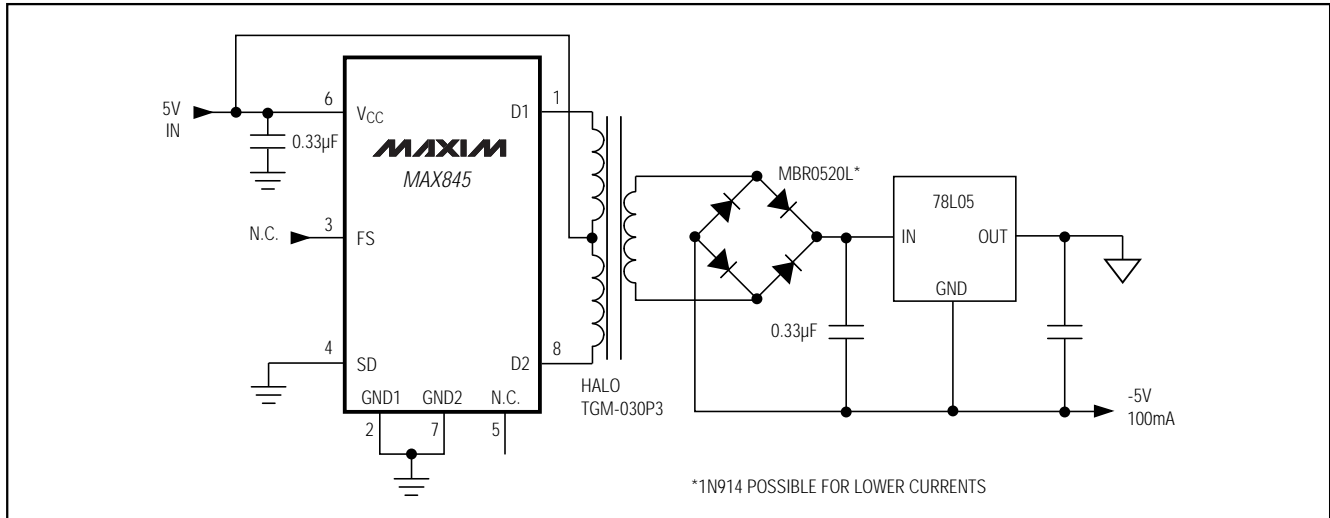 5V
IN
0.33µF
6
VCC
MAXIM
MAX845
D1
1
N.C.
3
FS
4
SD
D2
8
GND1
GND2
N.C.
2
7
5
HALO
TGM-030P3
MBR0520L*
0.33µF
78L05
IN
OUT
GND
-5V
100mA
*1N914 POSSIBLE FOR LOWER CURRENTS